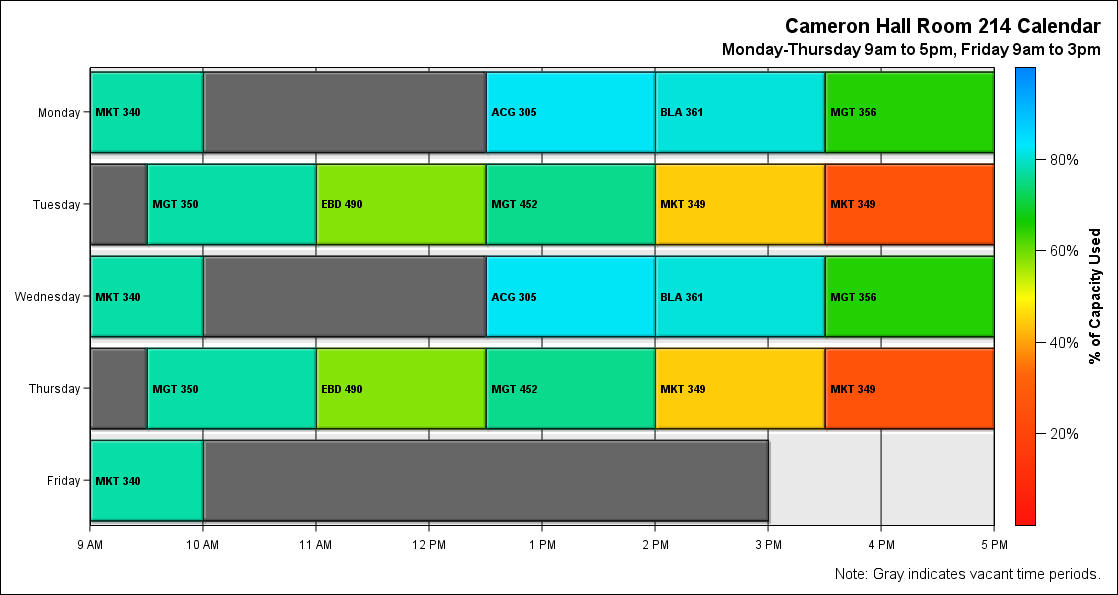 Cameron Hall Room 214 Calendar
Monday-Thursday 9am to 5pm, Friday 9am to 3pm
Monday MKT 340 ACG 305 BLA 361 MGT 356
Tuesday MGT 350 EBD 490 MGT 452 MKT 349 MKT 349
Wednesday MKT 340 ACG 305 BLA 361 MGT 356
Thursday MGT 350 EBD 490 MGT 452 MKT 349 MKT 349
Friday MKT 340
9 AM 10 AM 11 AM 12 PM 1 PM 2 PM 3 PM 4 PM 5 PM
80%
60%
40%
20%
% of Capacity Used
Note: Gray indicates vacant time periods.